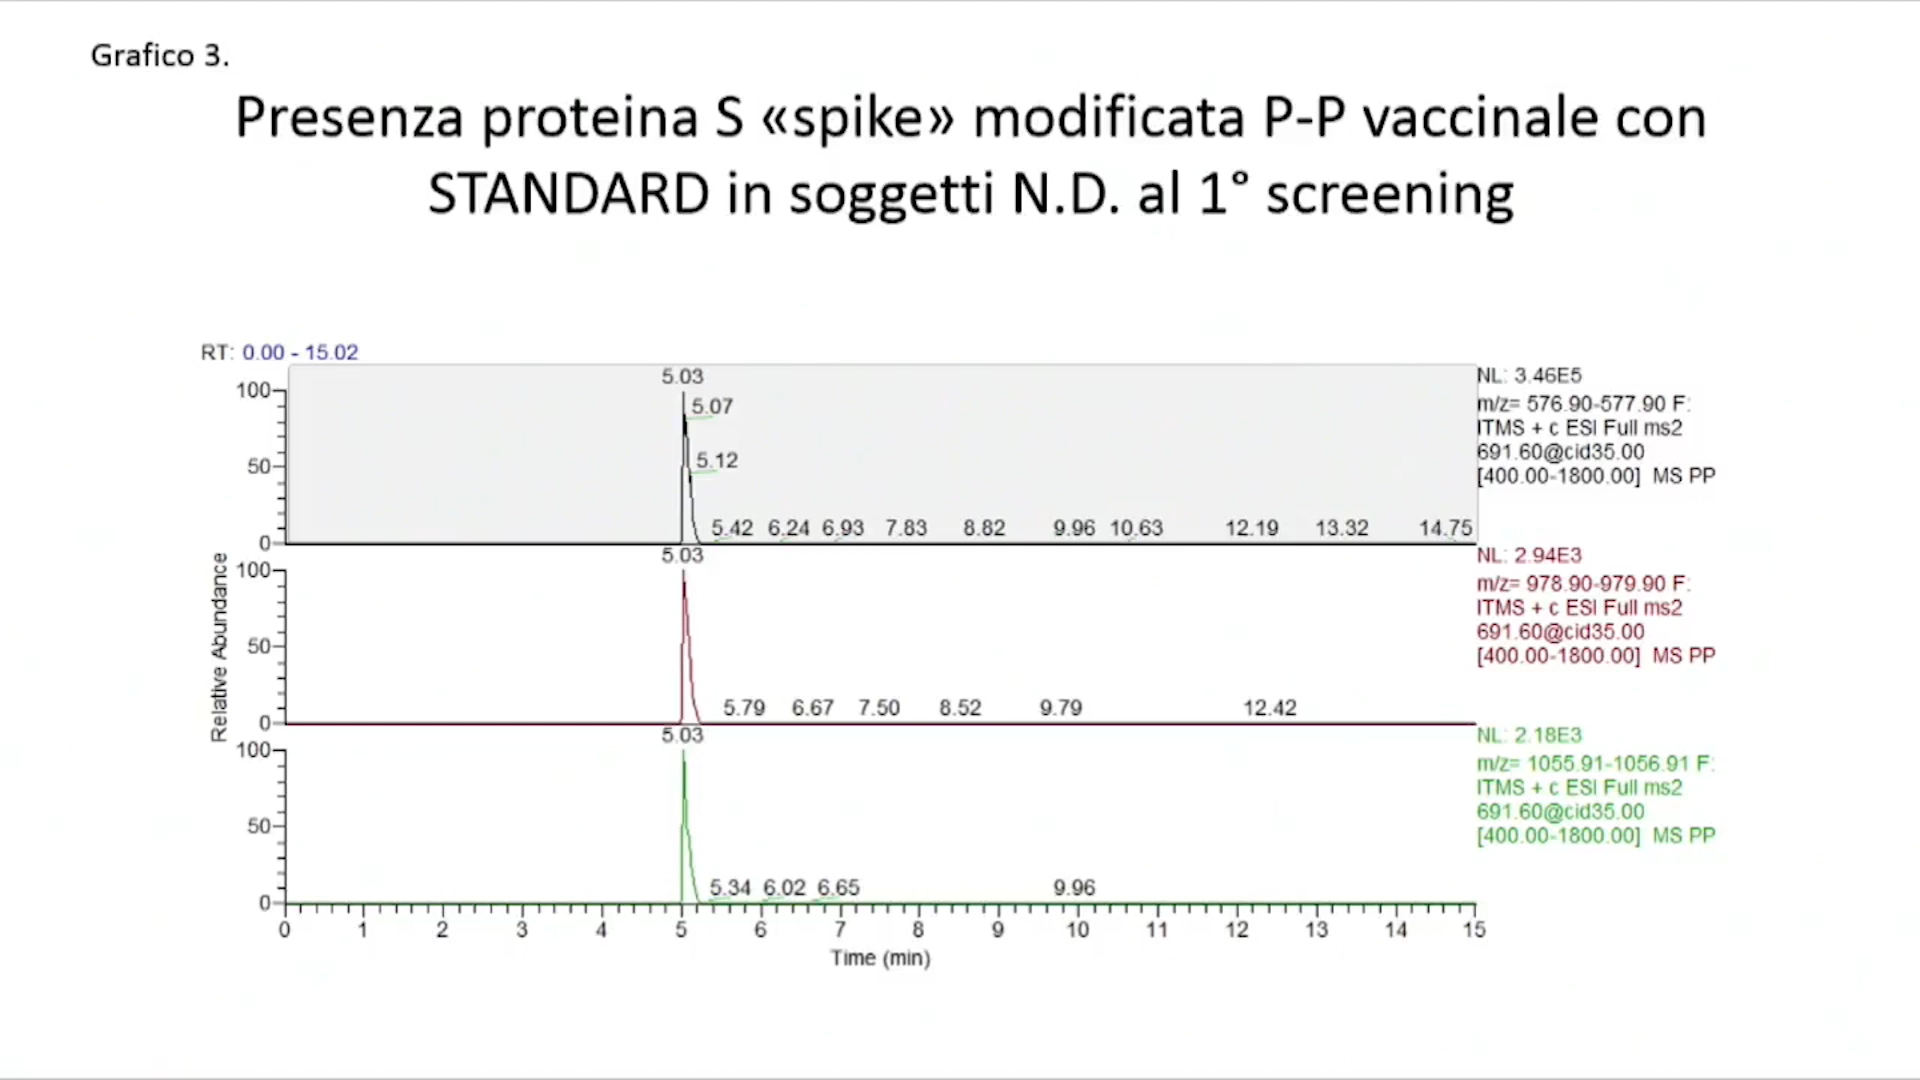 Grafico 3.
Presenza proteina S «spike» modificata P-P vaccinale con
STANDARD in soggetti N.D. al 1° screening
RT: 0.00 - 15.02
5.03
5.07
5.12
5.42 6.24 6.93 7.83 8.82 9.96 10.63 12.19 13.32 14.75
100
50
0
NL: 3.46E5
m/z= 576.90-577.90 F:
ITMS + c ESI Full ms2
691.60@cid35.00
[400.00-1800.00] MS PP
5.03
5.79 6.67 7.50 8.52 9.79 12.42
100
50
0
NL: 2.94E3
m/z= 978.90-979.90 F:
ITMS + c ESI Full ms2
691.60@cid35.00
[400.00-1800.00] MS PP
Relative Abundance
5.03
5.34 6.02 6.65 9.96
100
50
0
NL: 2.18E3
m/z= 1055.91-1056.91 F:
ITMS + c ESI Full ms2
691.60@cid35.00
[400.00-1800.00] MS PP
0 1 2 3 4 5 6 7 8 9 10 11 12 13 14 15
Time (min)